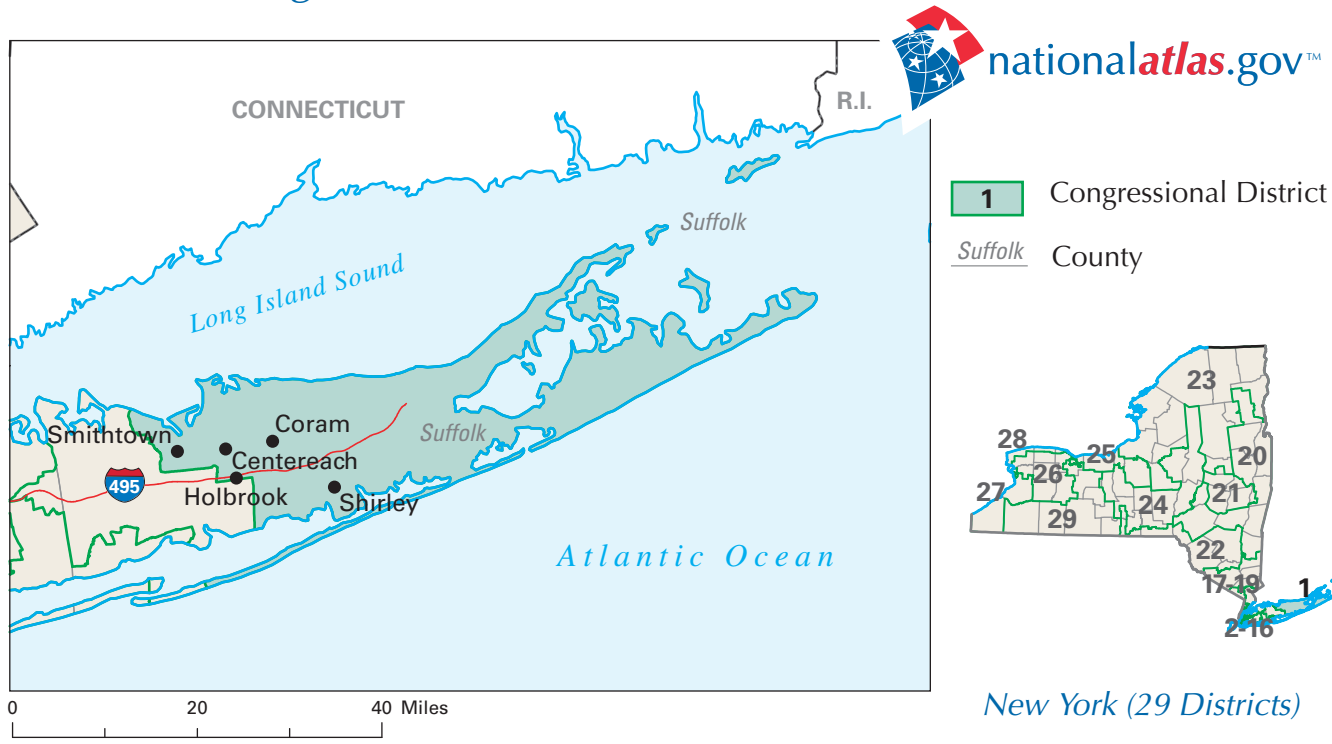 nationalatlas.gov™
CONNECTICUT
R.I.
1 Congressional District
Suffolk County
Suffolk
Long Island Sound
Coram
Smithtown
Suffolk
Centereach
495
Holbrook
Shirley
Atlantic Ocean
0 20 40 Miles
23
28
25
20
26
27
21
24
29
22
17-19
1
2-16
New York (29 Districts)